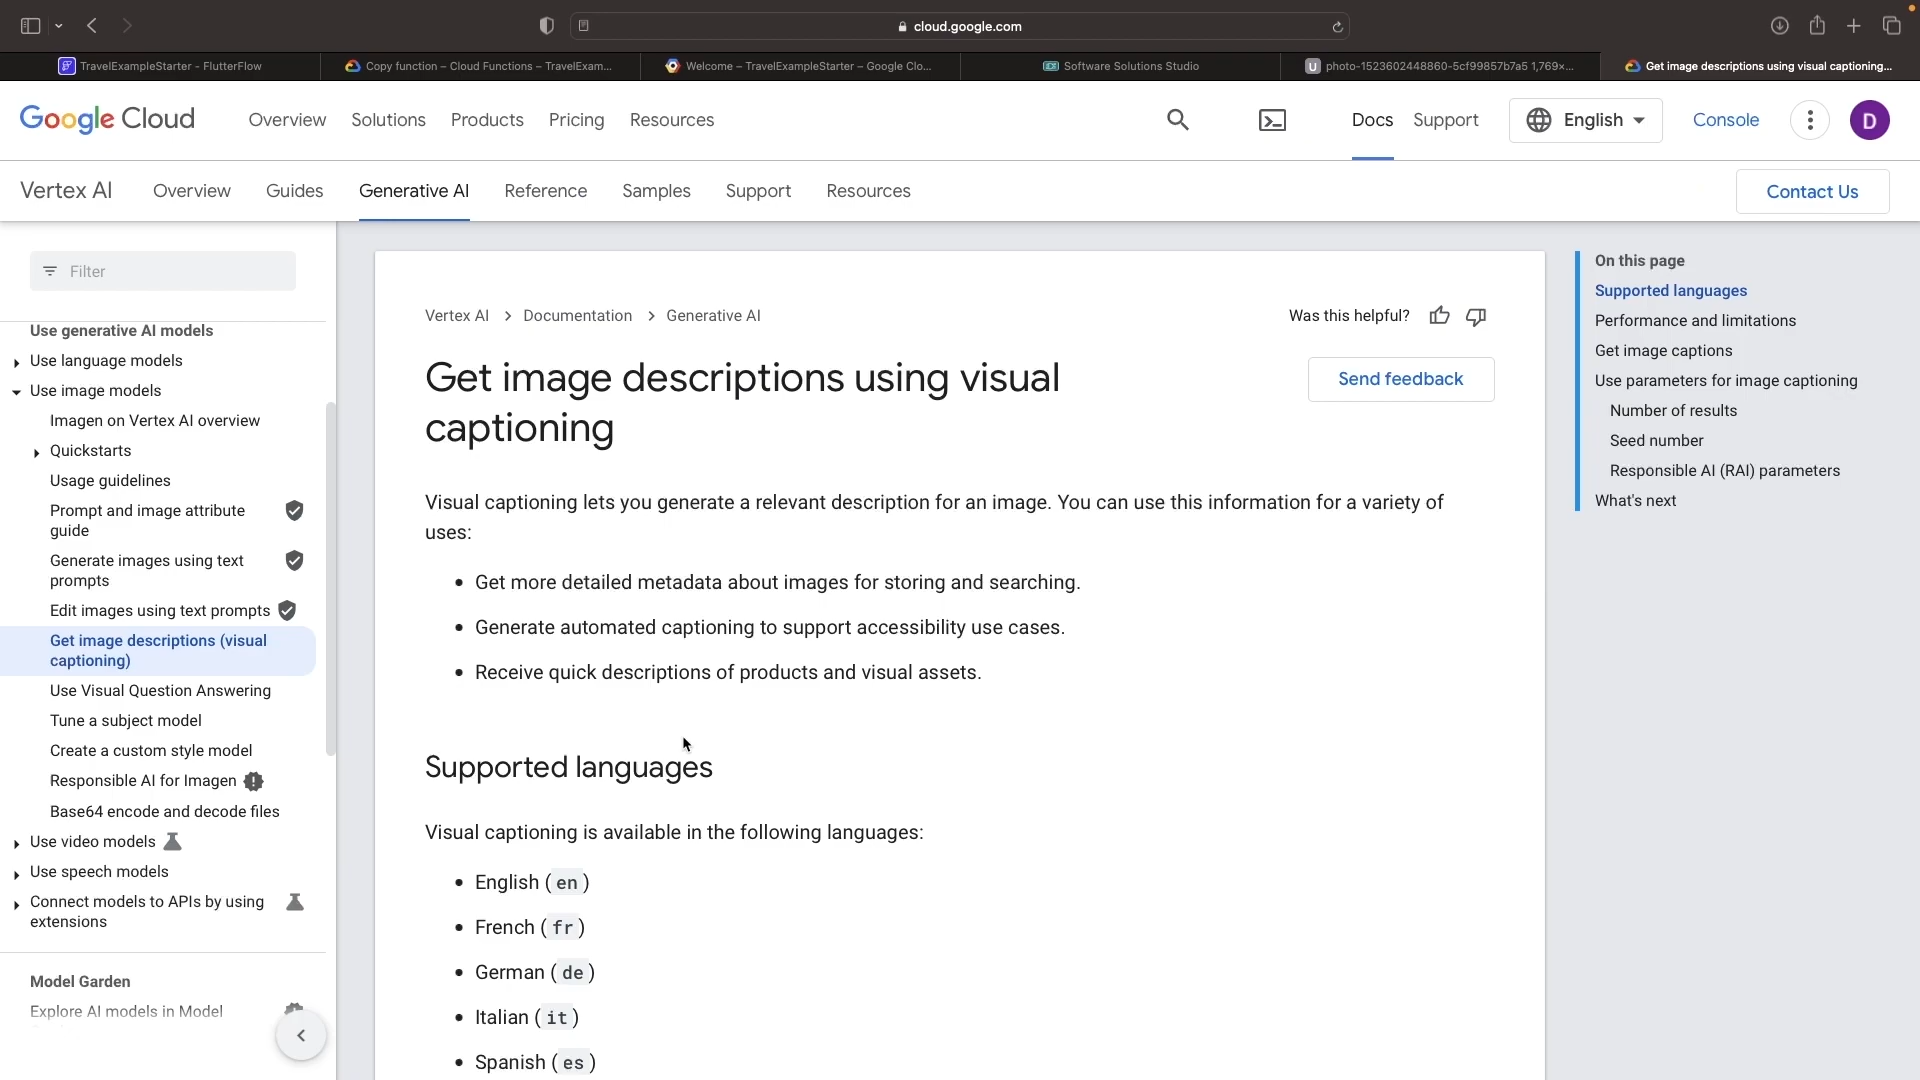 cloud.google.com
TravelExampleStarter - FlutterFlow
Copy function – Cloud Functions – TravelExam...
Welcome – TravelExampleStarter – Google Clo...
Software Solutions Studio
photo-1523602448860-5cf99857b7a5 1,769×...
Get image descriptions using visual captioning...
Google Cloud
Overview
Solutions
Products
Pricing
Resources
Docs
Support
English
Console
D
Vertex AI
Overview
Guides
Generative AI
Reference
Samples
Support
Resources
Contact Us
Filter
Use generative AI models
Use language models
Use image models
Imagen on Vertex AI overview
Quickstarts
Usage guidelines
Prompt and image attribute
guide
Generate images using text
prompts
Edit images using text prompts
Get image descriptions (visual
captioning)
Use Visual Question Answering
Tune a subject model
Create a custom style model
Responsible AI for Imagen
Base64 encode and decode files
Use video models
Use speech models
Connect models to APIs by using
extensions
Model Garden
Explore AI models in Model
Vertex AI > Documentation > Generative AI
Was this helpful?
Get image descriptions using visual
captioning
Send feedback
Visual captioning lets you generate a relevant description for an image. You can use this information for a variety of
uses:
• Get more detailed metadata about images for storing and searching.
• Generate automated captioning to support accessibility use cases.
• Receive quick descriptions of products and visual assets.
Supported languages
Visual captioning is available in the following languages:
• English (en)
• French (fr)
• German (de)
• Italian (it)
• Spanish (es)
On this page
Supported languages
Performance and limitations
Get image captions
Use parameters for image captioning
Number of results
Seed number
Responsible AI (RAI) parameters
What's next